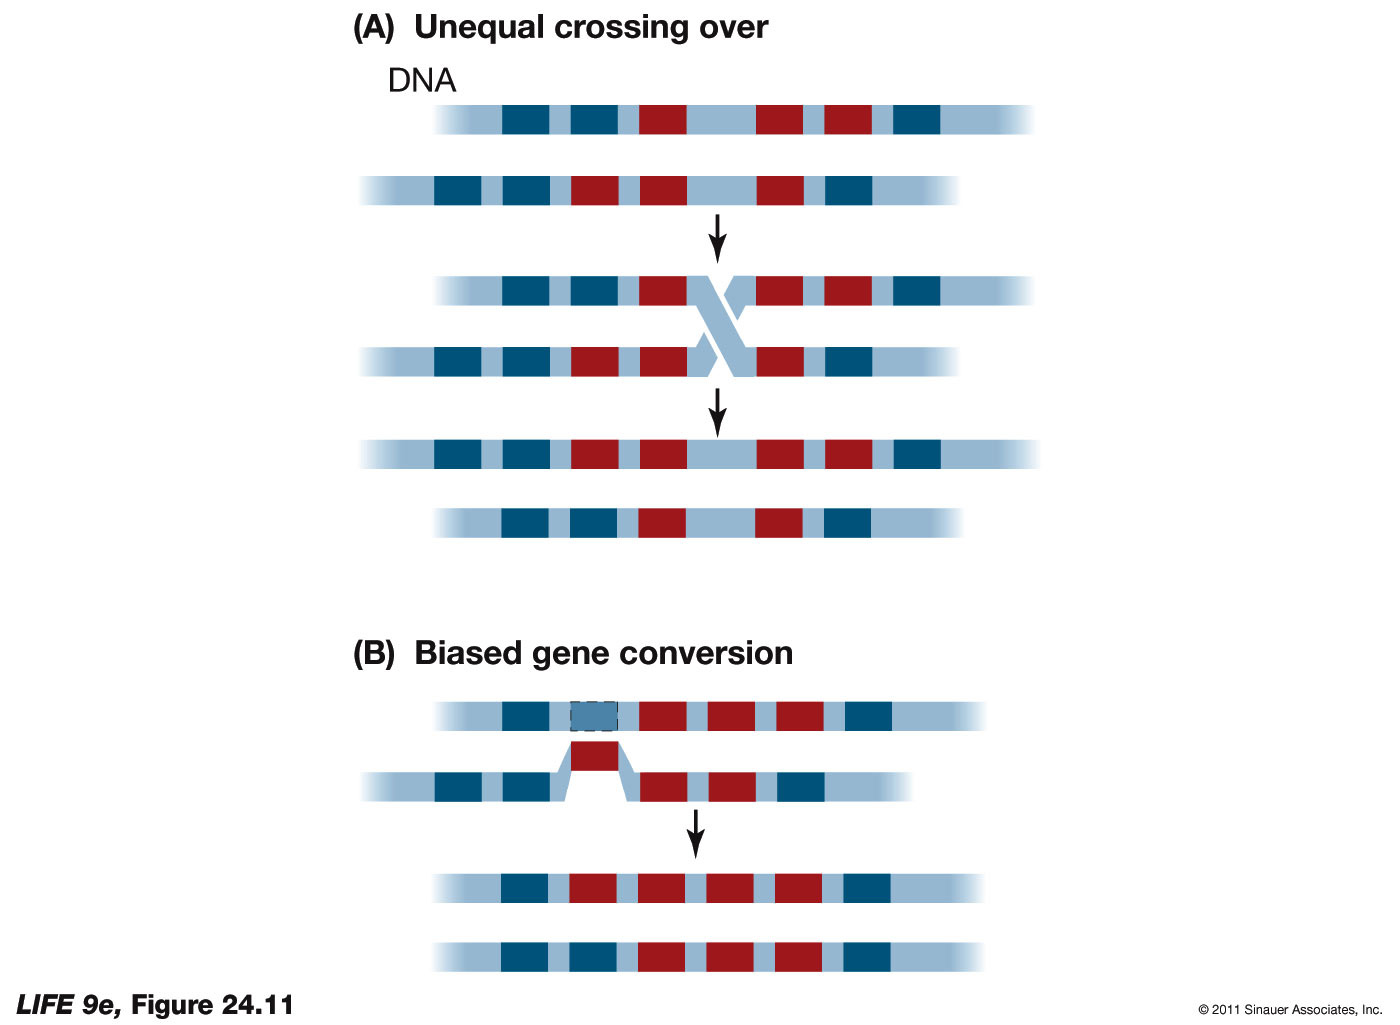 (A) Unequal crossing over
DNA
(B) Biased gene conversion
LIFE 9e, Figure 24.11
© 2011 Sinauer Associates, Inc.